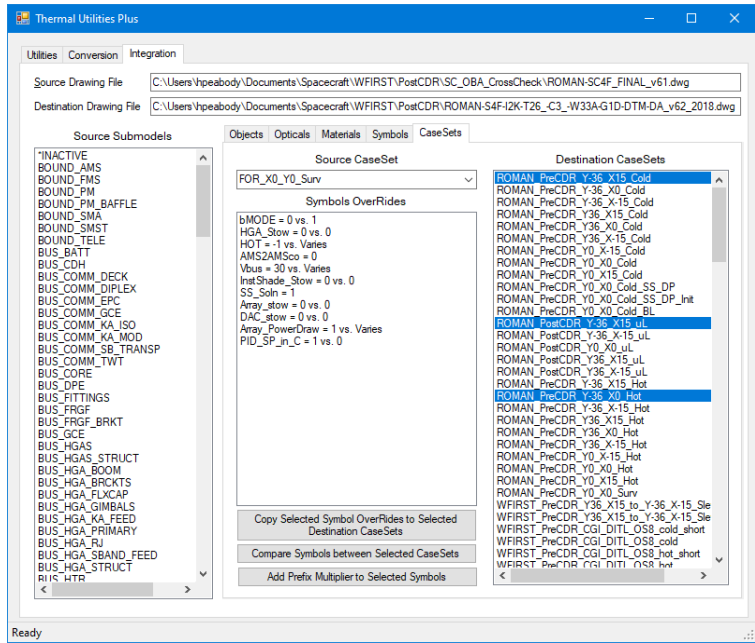 Thermal Utilities Plus
Utilities Conversion Integration
Source Drawing File C:\Users\hpeabody\Documents\Spacecraft\WFIRST\PostCDR\SC_OBA_CrossCheck\ROMAN-SC4F_FINAL_v61.dwg
Destination Drawing File C:\Users\hpeabody\Documents\Spacecraft\WFIRST\PostCDR\ROMAN-S4F-I2K-T26_-C3_-W33A-G1D-DTM-DA_v62_2018.dwg
Source Submodels
*INACTIVE
BOUND_AMS
BOUND_FMS
BOUND_PM
BOUND_PM_BAFFLE
BOUND_SMA
BOUND_SMST
BOUND_TELE
BUS_BATT
BUS_CDH
BUS_COMM_DECK
BUS_COMM_DIPLEX
BUS_COMM_EPC
BUS_COMM_GCE
BUS_COMM_KA_ISO
BUS_COMM_KA_MOD
BUS_COMM_SB_TRANSP
BUS_COMM_TWT
BUS_CORE
BUS_DPE
BUS_FITTINGS
BUS_FRGF
BUS_FRGF_BRKT
BUS_GCE
BUS_HGAS
BUS_HGAS_STRUCT
BUS_HGA_BOOM
BUS_HGA_BRCKTS
BUS_HGA_FLXCAP
BUS_HGA_GIMBALS
BUS_HGA_KA_FEED
BUS_HGA_PRIMARY
BUS_HGA_RJ
BUS_HGA_SBAND_FEED
BUS_HGA_STRUCT
BUS_HTR
Objects Opticals Materials Symbols CaseSets
Source CaseSet
FOR_X0_Y0_Surv
Symbols OverRides
bMODE = 0 vs. 1
HGA_Stow = 0 vs. 0
HOT = -1 vs. Varies
AMS2AMSco = 0
Vbus = 30 vs. Varies
InstShade_Stow = 0 vs. 0
SS_Soln = 1
Array_stow = 0 vs. 0
DAC_stow = 0 vs. 0
Array_PowerDraw = 1 vs. Varies
PID_SP_in_C = 1 vs. 0
Copy Selected Symbol OverRides to Selected
Destination CaseSets
Compare Symbols between Selected CaseSets
Add Prefix Multiplier to Selected Symbols
Destination CaseSets
ROMAN_PreCDR_Y-36_X15_Cold
ROMAN_PreCDR_Y-36_X0_Cold
ROMAN_PreCDR_Y-36_X-15_Cold
ROMAN_PreCDR_Y36_X15_Cold
ROMAN_PreCDR_Y36_X0_Cold
ROMAN_PreCDR_Y36_X-15_Cold
ROMAN_PreCDR_Y0_X-15_Cold
ROMAN_PreCDR_Y0_X0_Cold
ROMAN_PreCDR_Y0_X15_Cold
ROMAN_PreCDR_Y0_X0_Cold_SS_DP
ROMAN_PreCDR_Y0_X0_Cold_SS_DP_Init
ROMAN_PreCDR_Y0_X0_Cold_BL
ROMAN_PostCDR_Y-36_X15_uL
ROMAN_PostCDR_Y-36_X-15_uL
ROMAN_PostCDR_Y0_X0_uL
ROMAN_PostCDR_Y36_X15_uL
ROMAN_PostCDR_Y36_X-15_uL
ROMAN_PreCDR_Y-36_X15_Hot
ROMAN_PreCDR_Y-36_X0_Hot
ROMAN_PreCDR_Y-36_X-15_Hot
ROMAN_PreCDR_Y36_X15_Hot
ROMAN_PreCDR_Y36_X0_Hot
ROMAN_PreCDR_Y36_X-15_Hot
ROMAN_PreCDR_Y0_X-15_Hot
ROMAN_PreCDR_Y0_X0_Hot
ROMAN_PreCDR_Y0_X15_Hot
ROMAN_PreCDR_Y0_X0_Surv
WFIRST_PreCDR_Y36_X15_to_Y-36_X-15_Sle
WFIRST_PreCDR_Y36_X15_to_Y-36_X-15_Sle
WFIRST_PreCDR_CGI_DITL_OS8_cold_short
WFIRST_PreCDR_CGI_DITL_OS8_cold
WFIRST_PreCDR_CGI_DITL_OS8_hot_short
WFIRST_PreCDR_CGI_DITL_OS8_hot
Ready